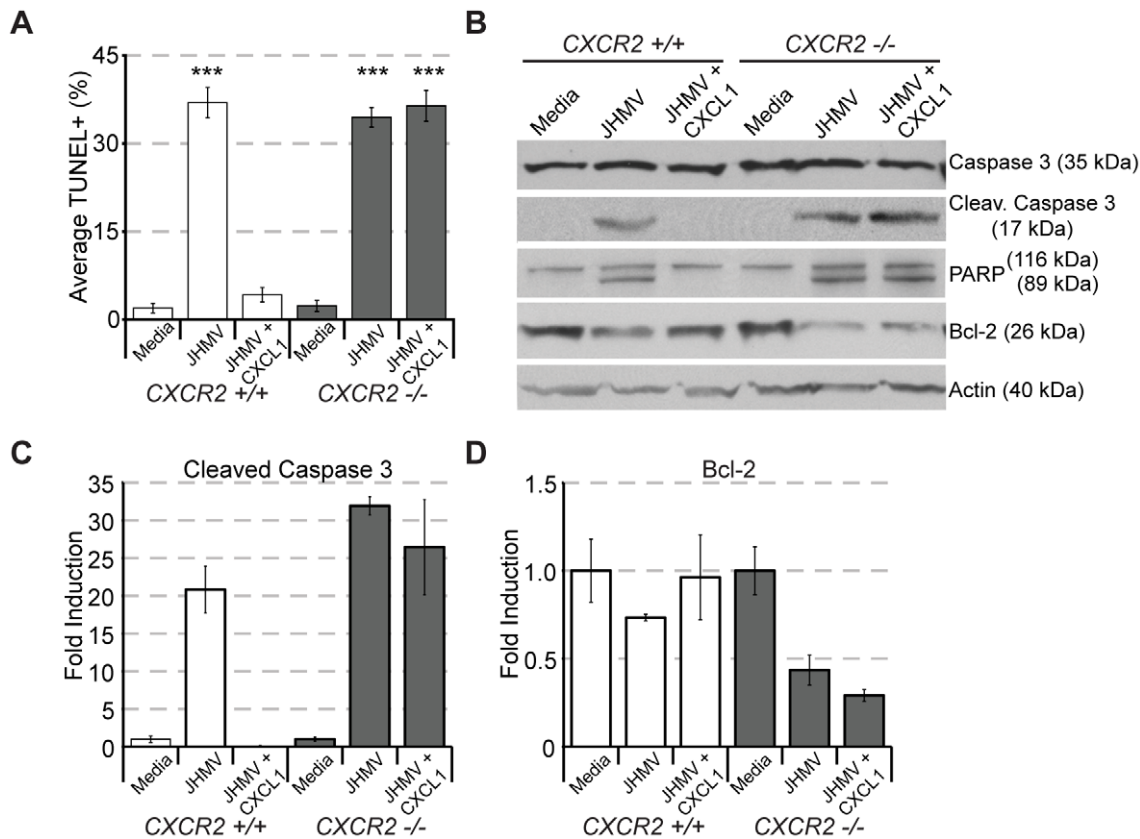 A
Average TUNEL+ (%)
45
30
15
0
***
***
***
Media
JHMV
JHMV +
CXCL1
Media
JHMV
JHMV +
CXCL1
CXCR2 +/+
CXCR2 -/-
B
CXCR2 +/+
CXCR2 -/-
Media
JHMV
JHMV +
CXCL1
Media
JHMV
JHMV +
CXCL1
Caspase 3 (35 kDa)
Cleav. Caspase 3
(17 kDa)
PARP (116 kDa)
(89 kDa)
Bcl-2 (26 kDa)
Actin (40 kDa)
C
Cleaved Caspase 3
Fold Induction
35
30
25
20
15
10
5
0
Media
JHMV
JHMV +
CXCL1
Media
JHMV
JHMV +
CXCL1
CXCR2 +/+
CXCR2 -/-
D
Bcl-2
Fold Induction
1.5
1.0
0.5
0
Media
JHMV
JHMV +
CXCL1
Media
JHMV
JHMV +
CXCL1
CXCR2 +/+
CXCR2 -/-